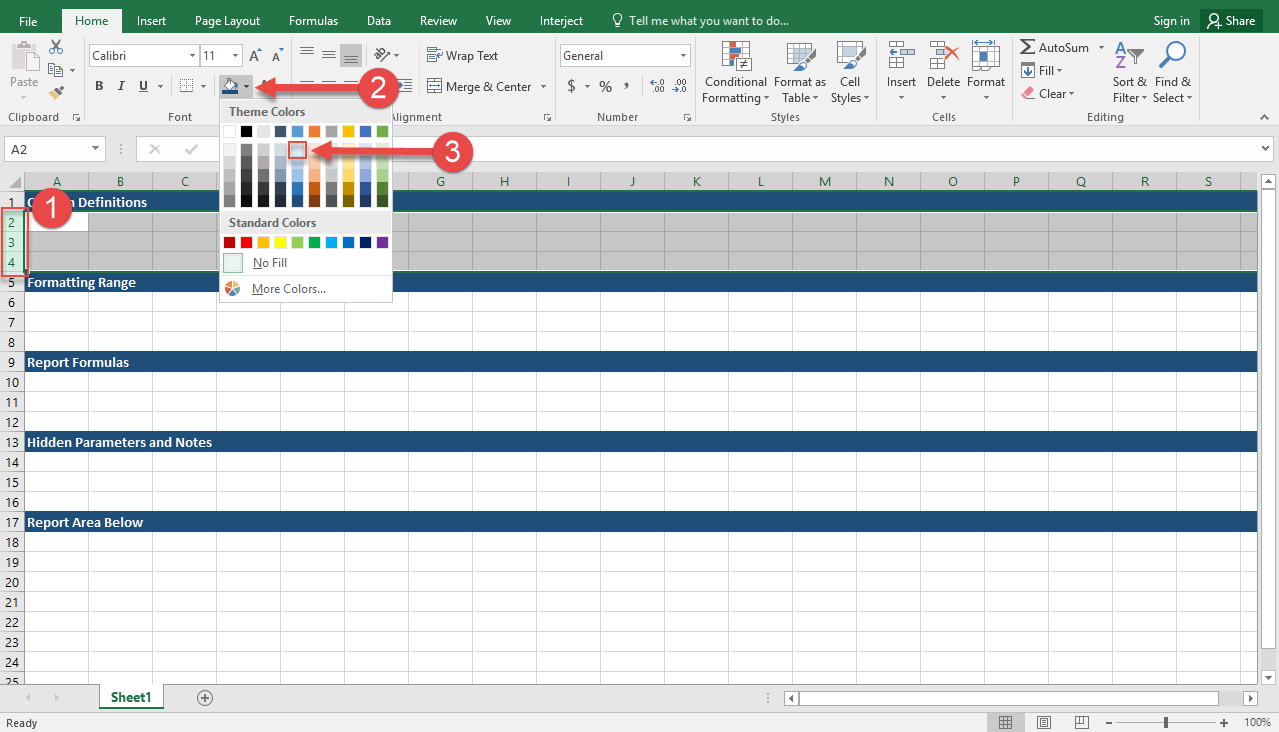 File Home Insert Page Layout Formulas Data Review View Interject Tell me what you want to do... Sign in Share
Calibri 11 A A Wrap Text General AutoSum
Paste B I U Merge & Center $ % , .0 .00 Conditional Formatting Format as Table Cell Styles Insert Delete Format Fill Sort & Filter Find & Select
Clear
Clipboard Font Alignment Number Styles Cells Editing
2
Theme Colors
3
A2
A B C G H I J K L M N O P Q R S
1 Definitions
1
2
3
4
Standard Colors
No Fill
More Colors...
5 Formatting Range
6
7
8
9 Report Formulas
10
11
12
13 Hidden Parameters and Notes
14
15
16
17 Report Area Below
18
19
20
21
22
23
24
25
Sheet1
Ready 100%